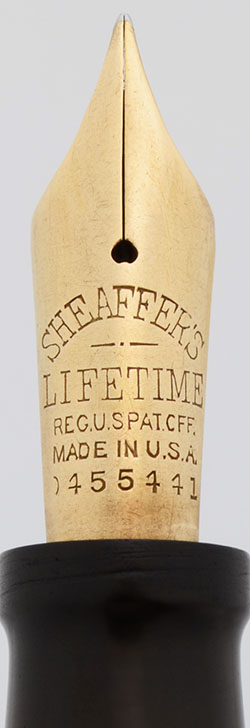 SHEAFFER'S
LIFETIME
REG.U.S.PAT.OFF.
MADE IN U.S.A.
455441